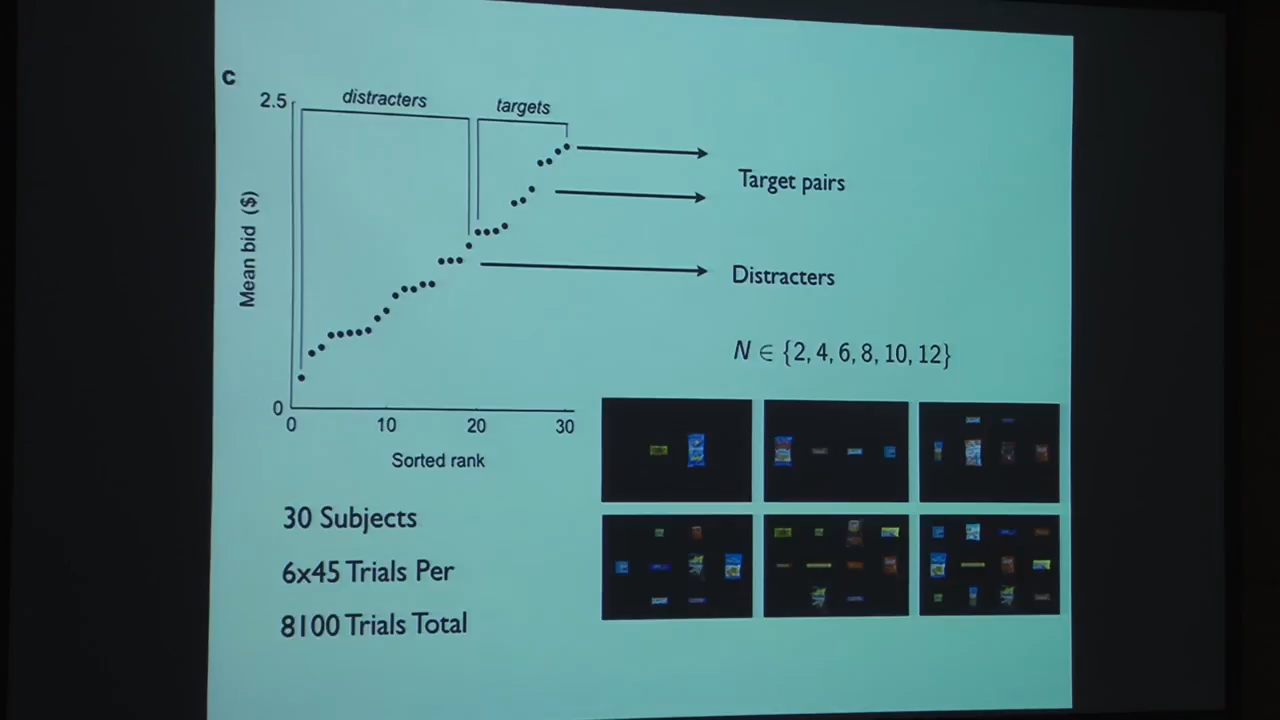 c
2.5
distracters
targets
Mean bid ($)
0
0 10 20 30
Sorted rank
Target pairs
Distracters
N ∈ {2, 4, 6, 8, 10, 12}
30 Subjects
6x45 Trials Per
8100 Trials Total